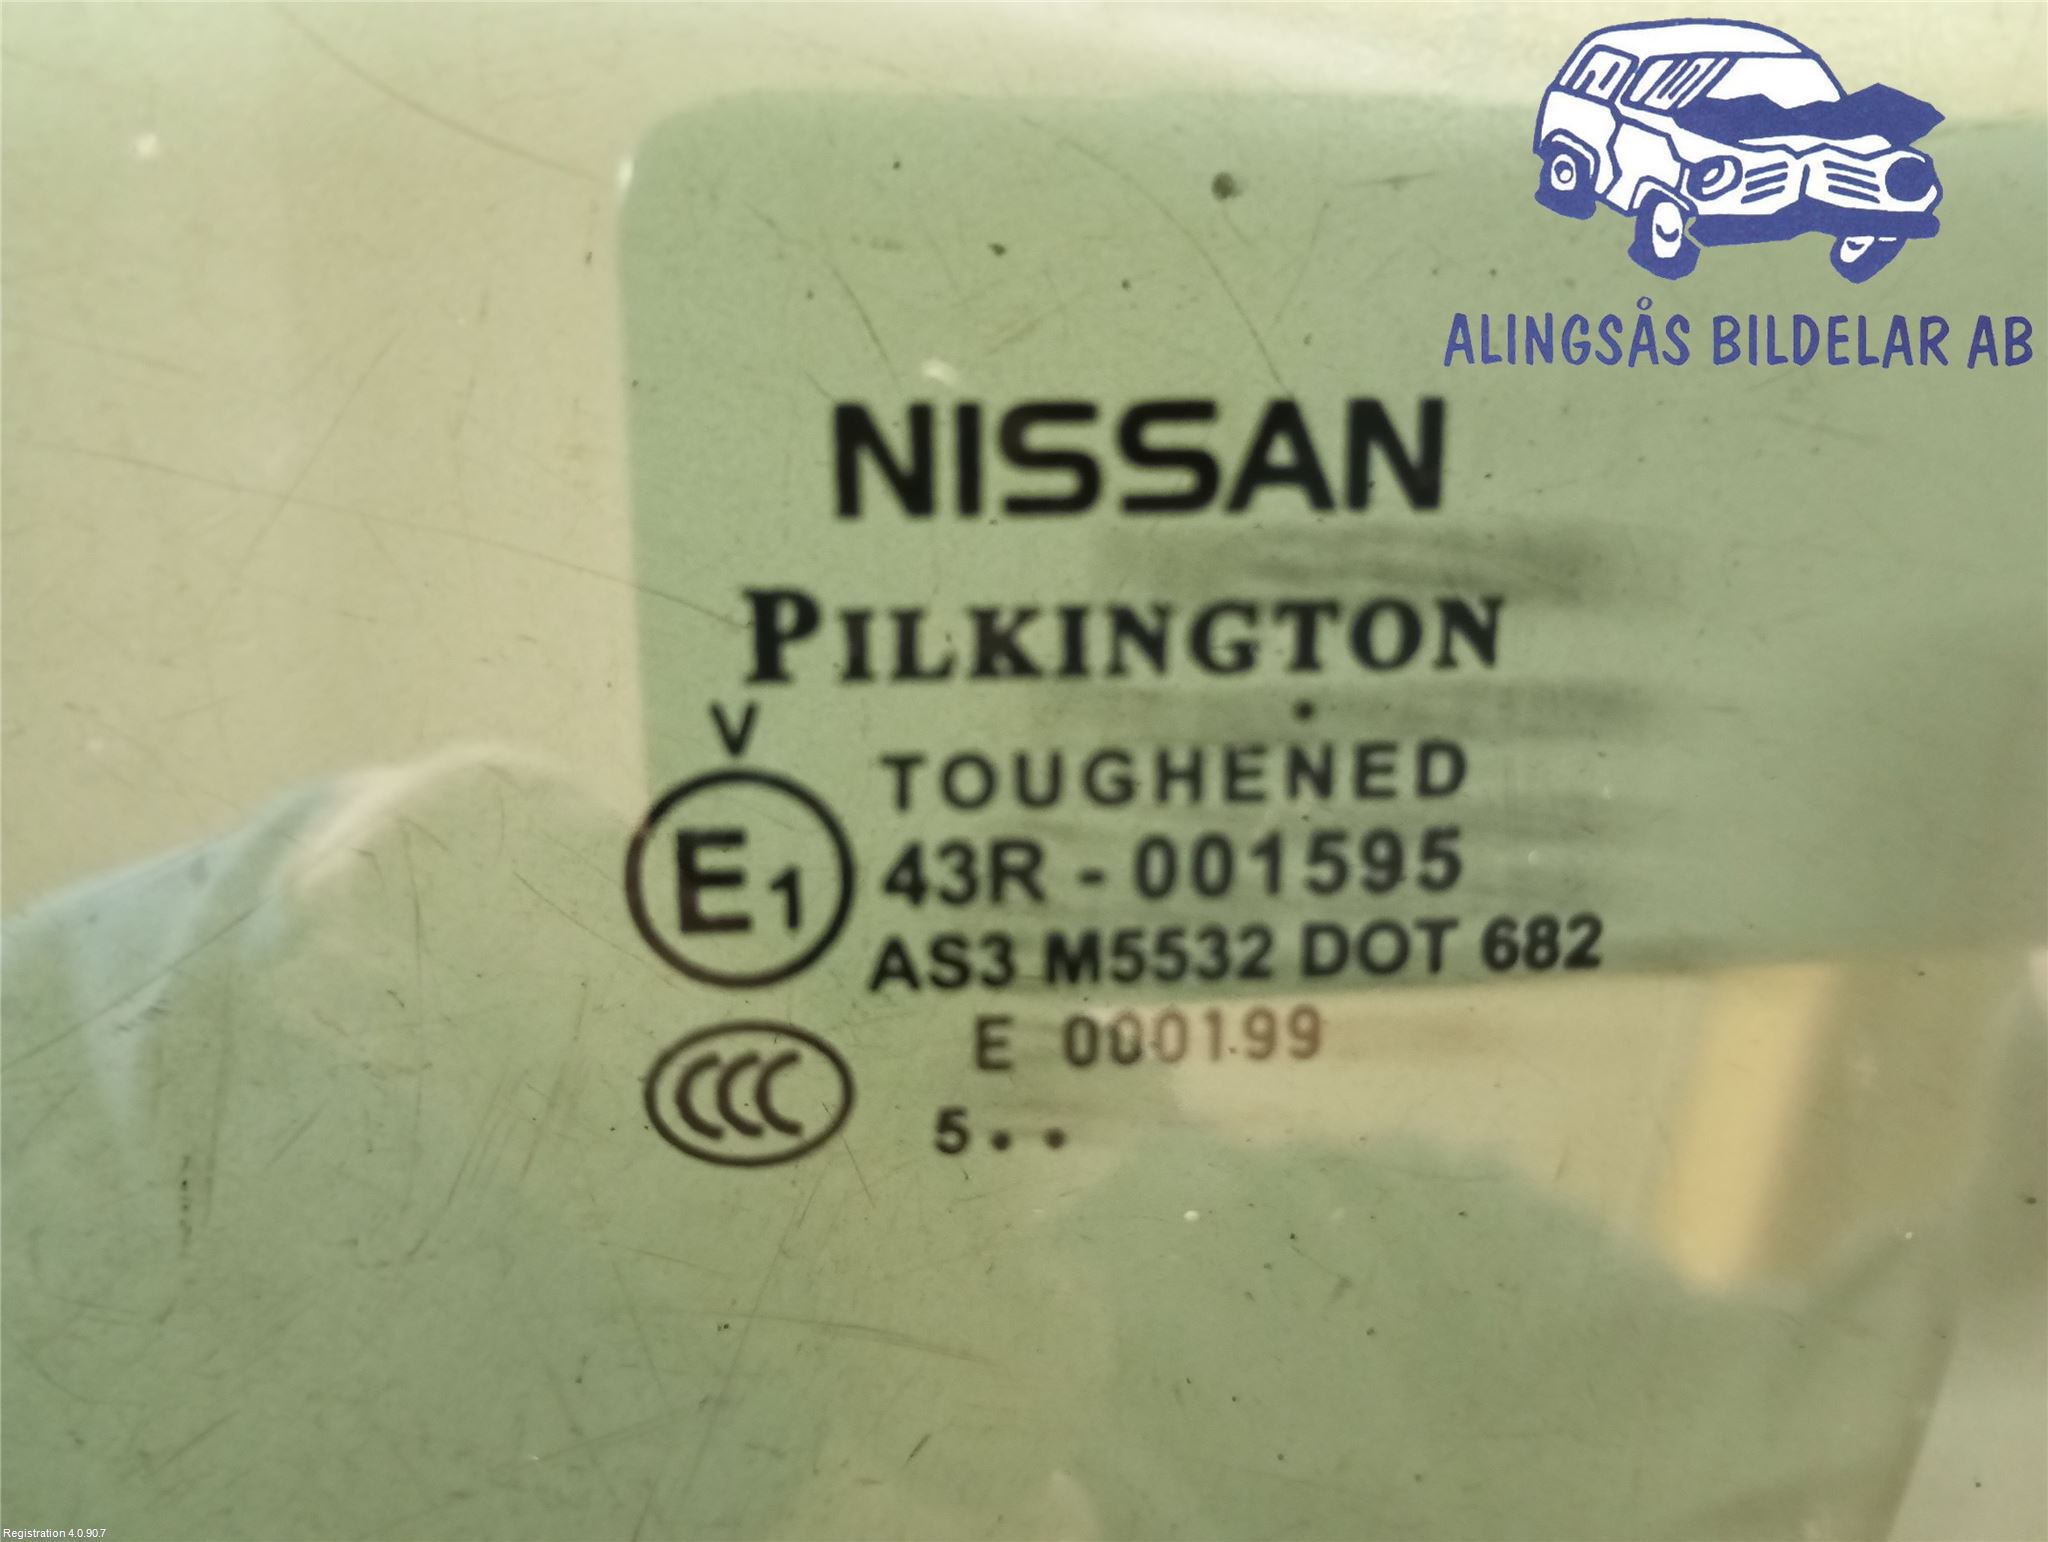 ALINGSÅS BILDELAR AB
NISSAN
PILKINGTON
V
TOUGHENED
E1
43R - 001595
AS3 M5532 DOT 682
E 000199
CCC
5 . .
Registration 4.0.90.7